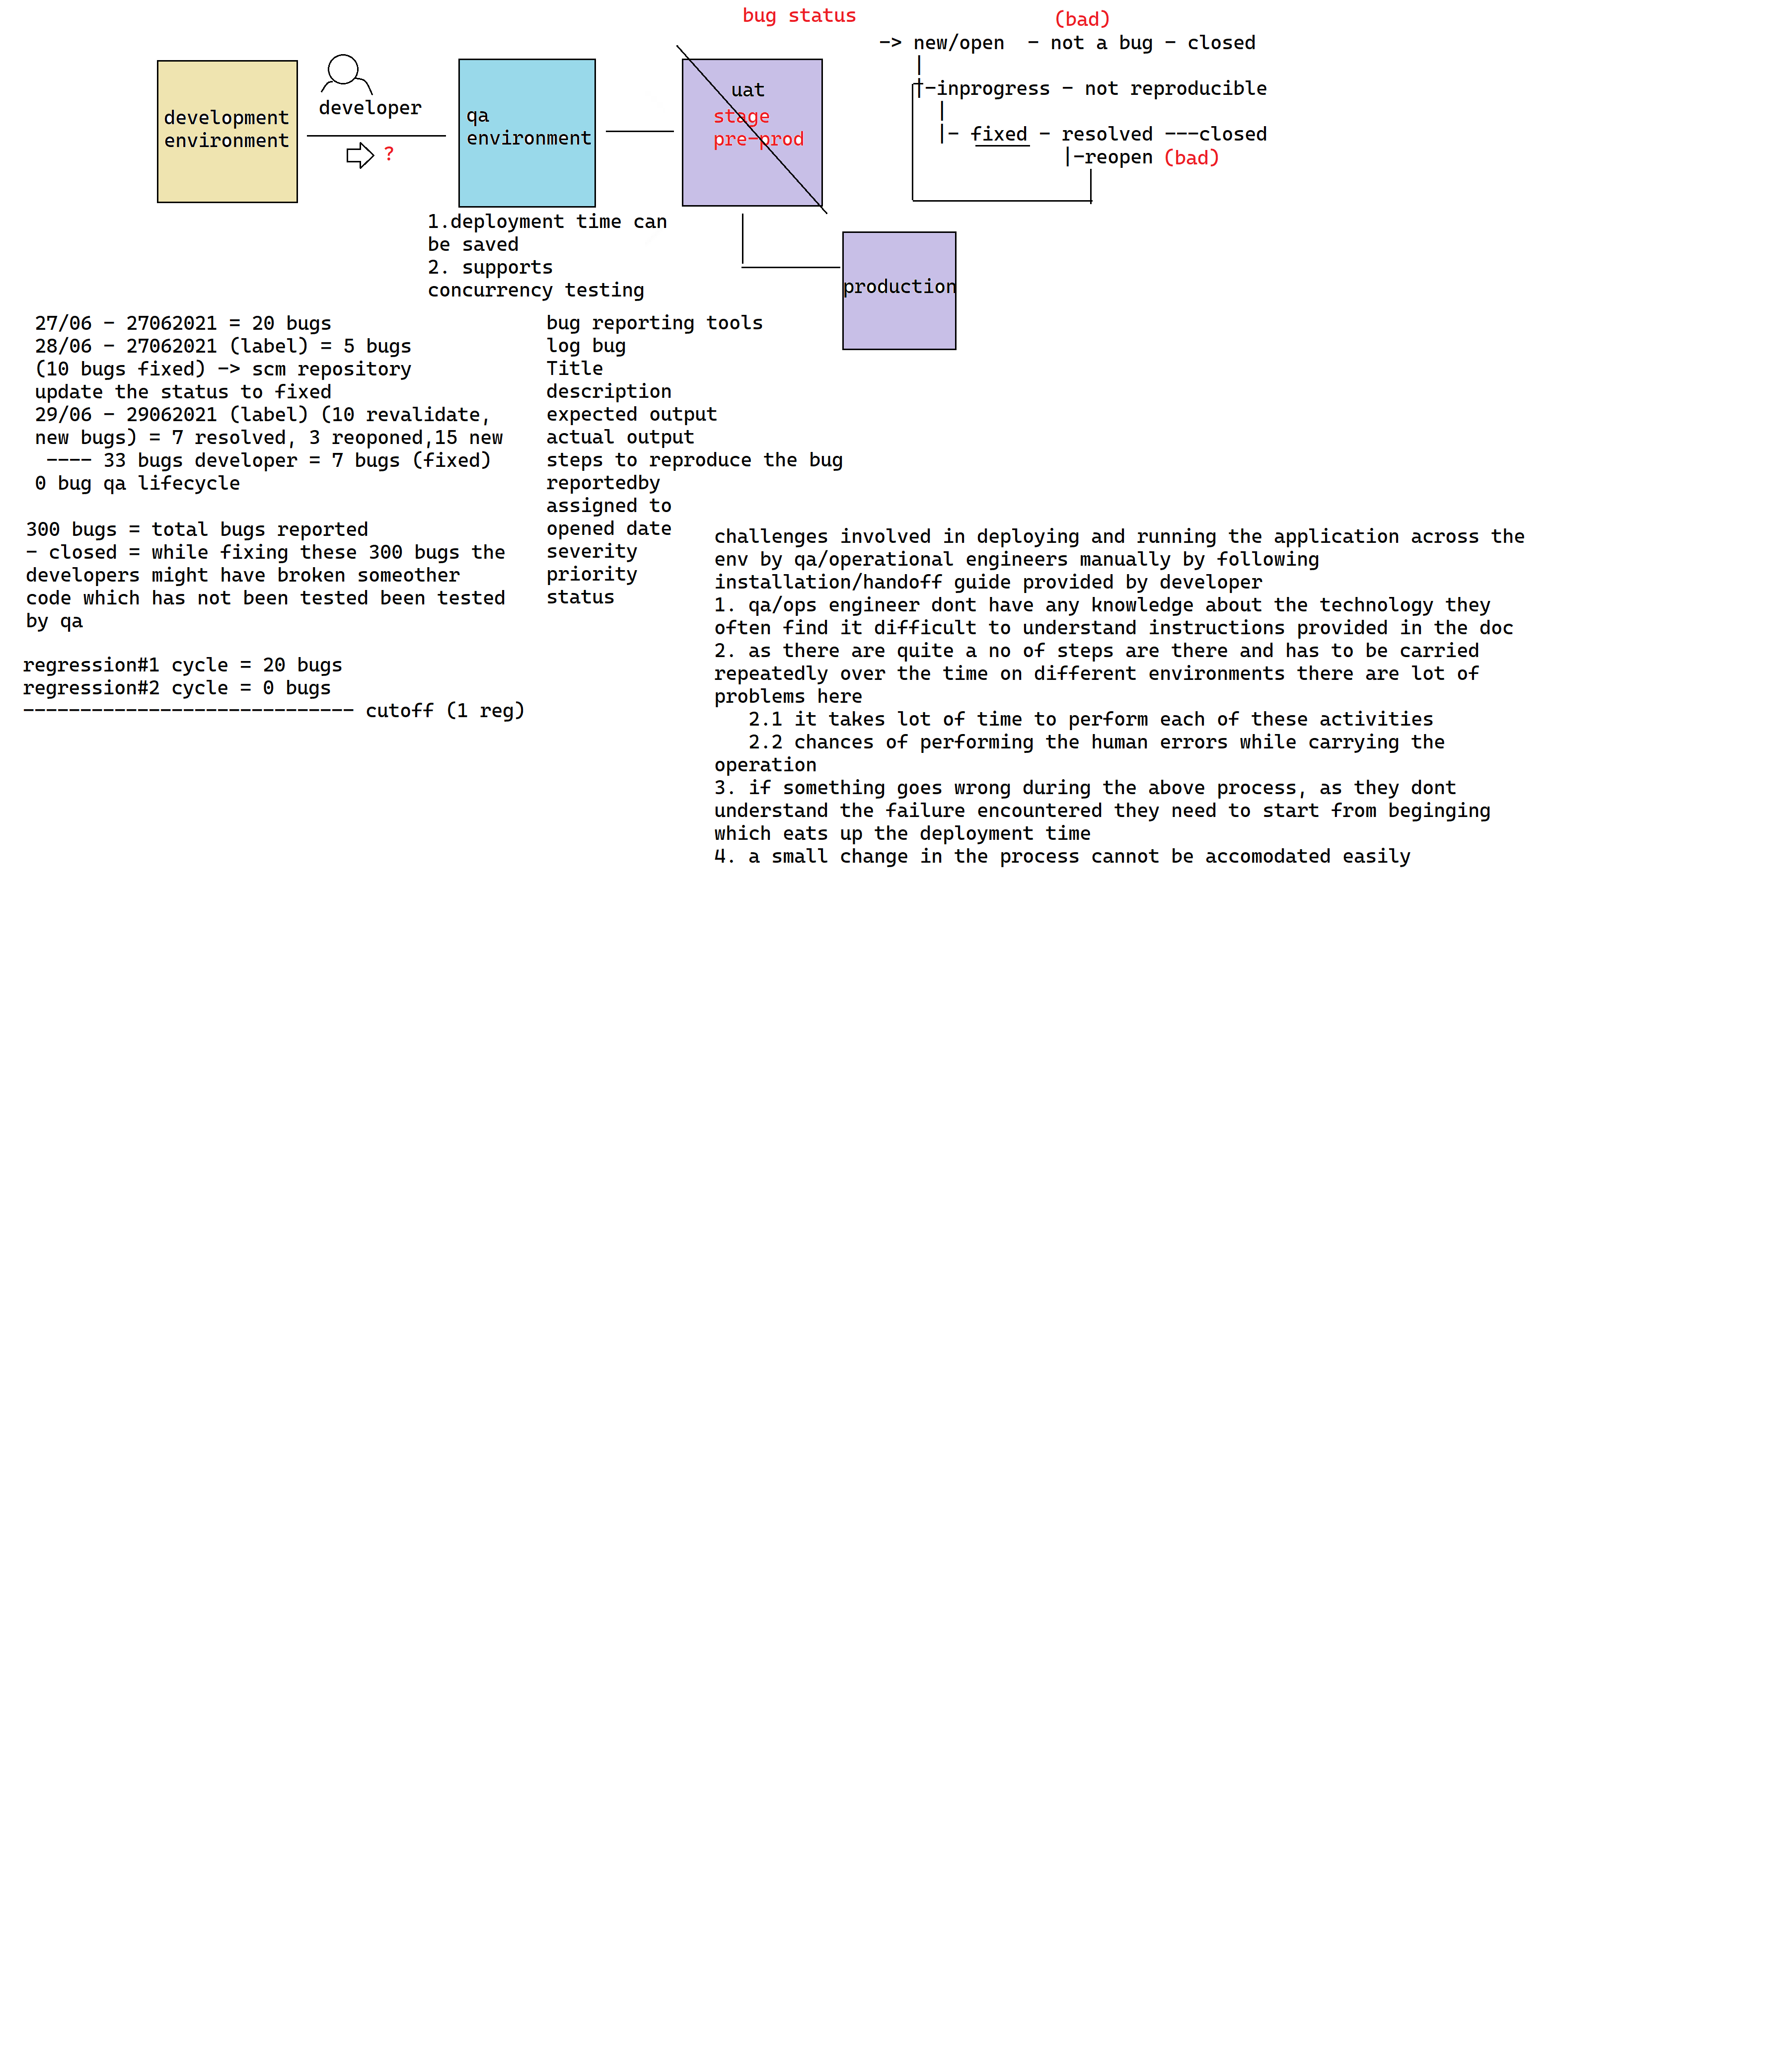 bug status
(bad)
-> new/open  - not a bug - closed
|
|-inprogress - not reproducible
|
|- fixed - resolved ---closed
|-reopen (bad)
development
environment
developer
?
qa
environment
uat
stage
pre-prod
production
1.deployment time can
be saved
2. supports
concurrency testing
27/06 - 27062021 = 20 bugs
28/06 - 27062021 (label) = 5 bugs
(10 bugs fixed) -> scm repository
update the status to fixed
29/06 - 29062021 (label) (10 revalidate,
new bugs) = 7 resolved, 3 reoponed,15 new
---- 33 bugs developer = 7 bugs (fixed)
0 bug qa lifecycle
300 bugs = total bugs reported
- closed = while fixing these 300 bugs the
developers might have broken someother
code which has not been tested been tested
by qa
regression#1 cycle = 20 bugs
regression#2 cycle = 0 bugs
----------------------------- cutoff (1 reg)
bug reporting tools
log bug
Title
description
expected output
actual output
steps to reproduce the bug
reportedby
assigned to
opened date
severity
priority
status
challenges involved in deploying and running the application across the
env by qa/operational engineers manually by following
installation/handoff guide provided by developer
1. qa/ops engineer dont have any knowledge about the technology they
often find it difficult to understand instructions provided in the doc
2. as there are quite a no of steps are there and has to be carried
repeatedly over the time on different environments there are lot of
problems here
2.1 it takes lot of time to perform each of these activities
2.2 chances of performing the human errors while carrying the
operation
3. if something goes wrong during the above process, as they dont
understand the failure encountered they need to start from beginging
which eats up the deployment time
4. a small change in the process cannot be accomodated easily